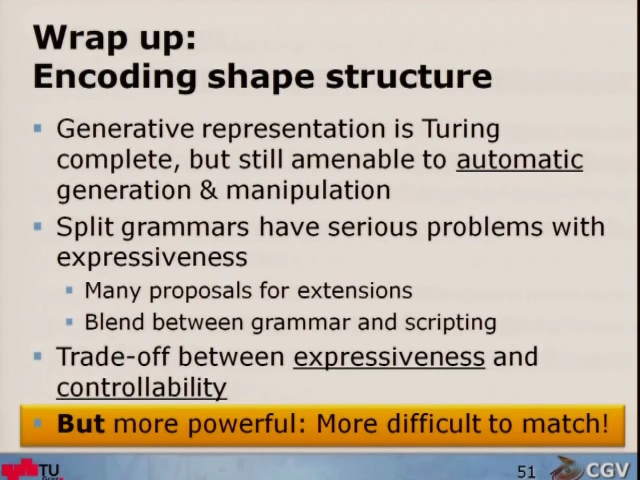 Wrap up:
Encoding shape structure
Generative representation is Turing
complete, but still amenable to automatic
generation & manipulation
Split grammars have serious problems with
expressiveness
Many proposals for extensions
Blend between grammar and scripting
Trade-off between expressiveness and
controllability
But more powerful: More difficult to match!
TU
51
CGV